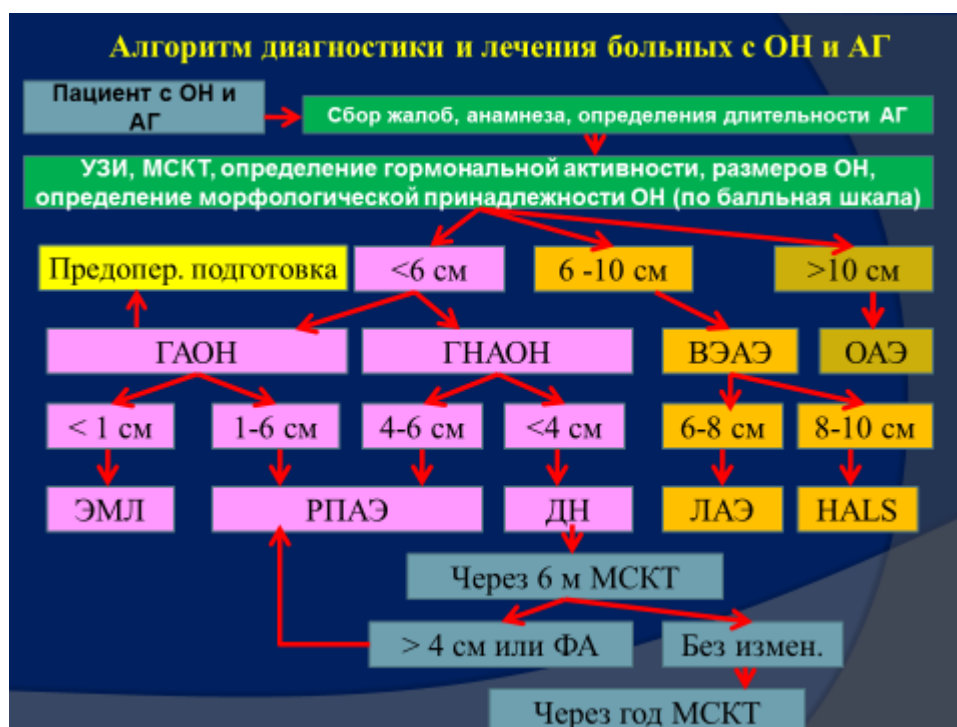 Алгоритм диагностики и лечения больных с ОН и АГ
Пациент с ОН и
АГ
Сбор жалоб, анамнеза, определения длительности АГ
УЗИ, МСКТ, определение гормональной активности, размеров ОН,
определение морфологической принадлежности ОН (по балльная шкала)
Предопер. подготовка
<6 см
6 -10 см
>10 см
ГАОН
ГНАОН
ВЭАЭ
ОАЭ
< 1 см
1-6 см
4-6 см
<4 см
6-8 см
8-10 см
ЭМЛ
РПАЭ
ДН
ЛАЭ
HALS
Через 6 м МСКТ
> 4 см или ФА
Без измен.
Через год МСКТ